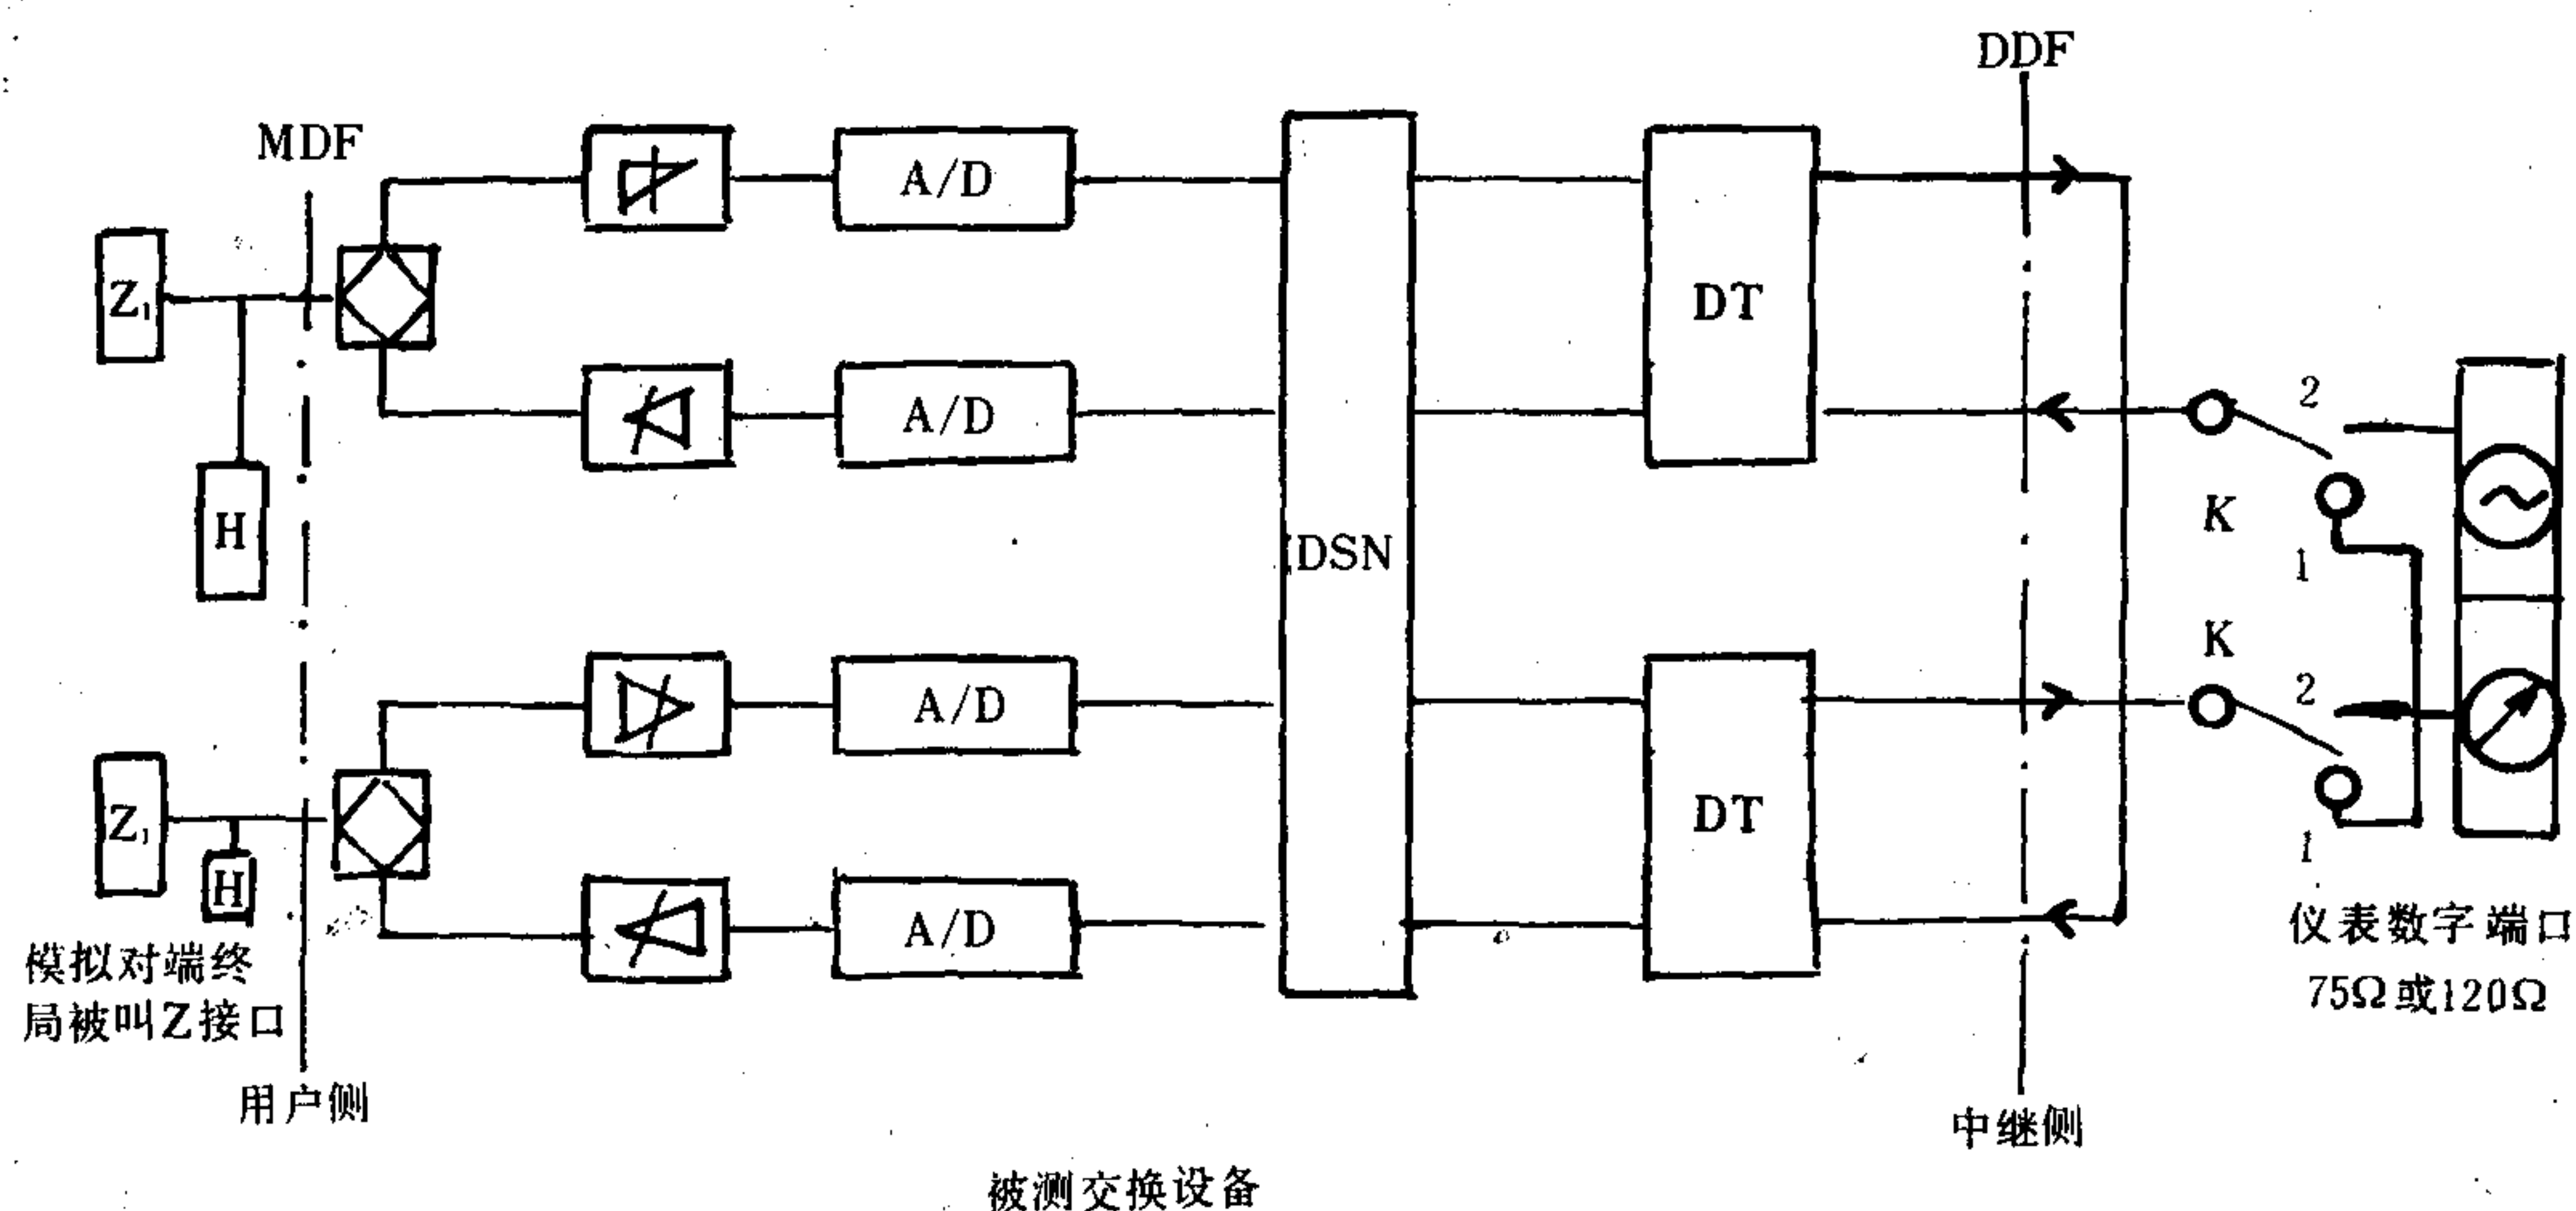 DDF
MDF
A/D
Z₁
DT
A/D
2
H
K
1
DSN
K
A/D
2
DT
Z₁
H
1
A/D
仪表数字端口
75Ω或120Ω
模拟对端终
局被叫Z接口
用户侧
中继侧
被测交换设备